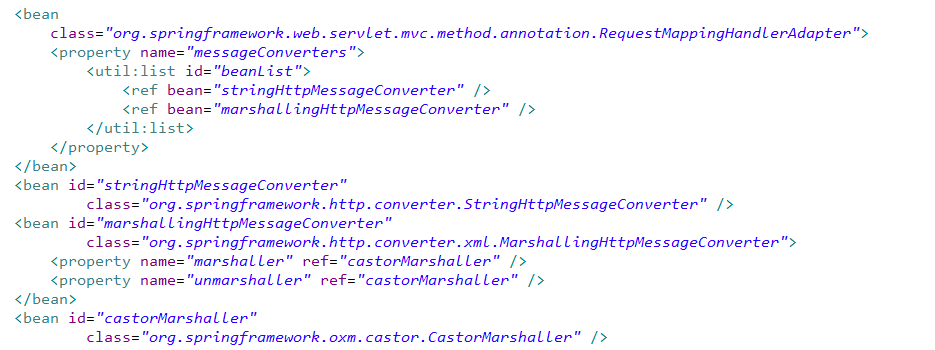 <bean
    class="org.springframework.web.servlet.mvc.method.annotation.RequestMappingHandlerAdapter">
    <property name="messageConverters">
        <util:list id="beanList">
            <ref bean="stringHttpMessageConverter" />
            <ref bean="marshallingHttpMessageConverter" />
        </util:list>
    </property>
</bean>
<bean id="stringHttpMessageConverter"
        class="org.springframework.http.converter.StringHttpMessageConverter" />
<bean id="marshallingHttpMessageConverter"
        class="org.springframework.http.converter.xml.MarshallingHttpMessageConverter">
    <property name="marshaller" ref="castorMarshaller" />
    <property name="unmarshaller" ref="castorMarshaller" />
</bean>
<bean id="castorMarshaller"
        class="org.springframework.oxm.castor.CastorMarshaller" />